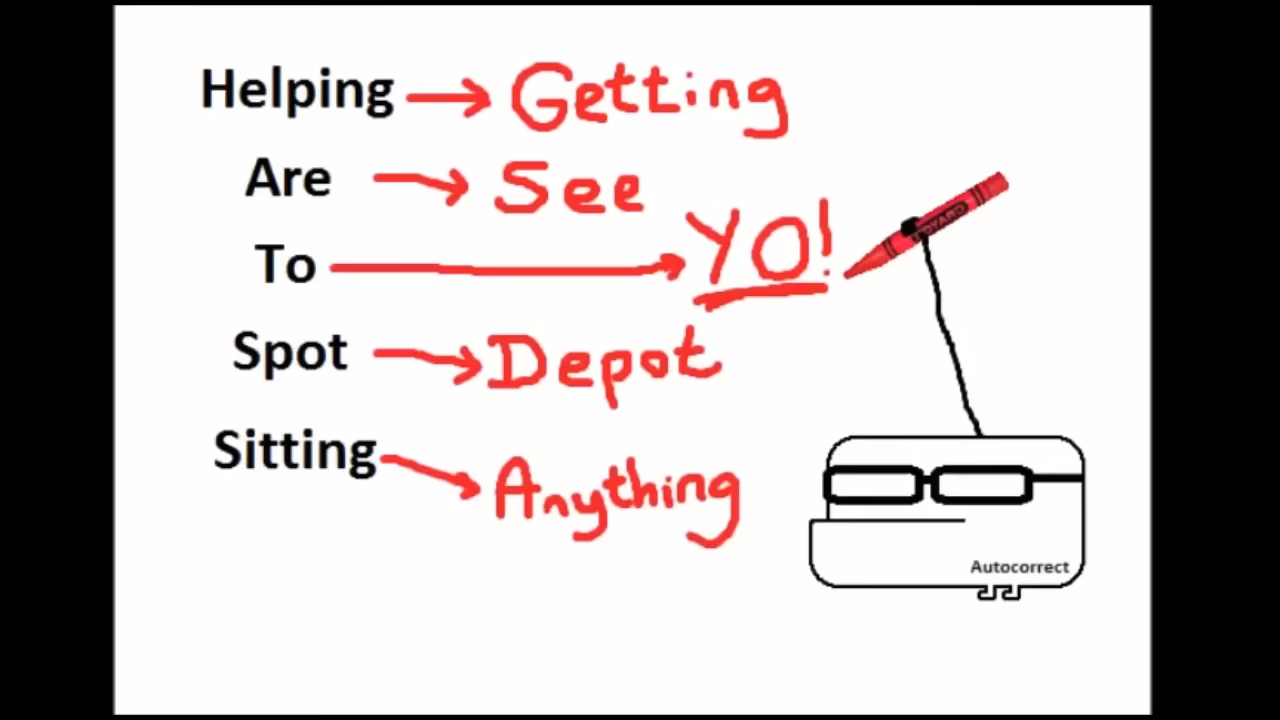 Helping → Getting
Are → See
To → YO!
Spot → Depot
Sitting → Anything
Autocorrect